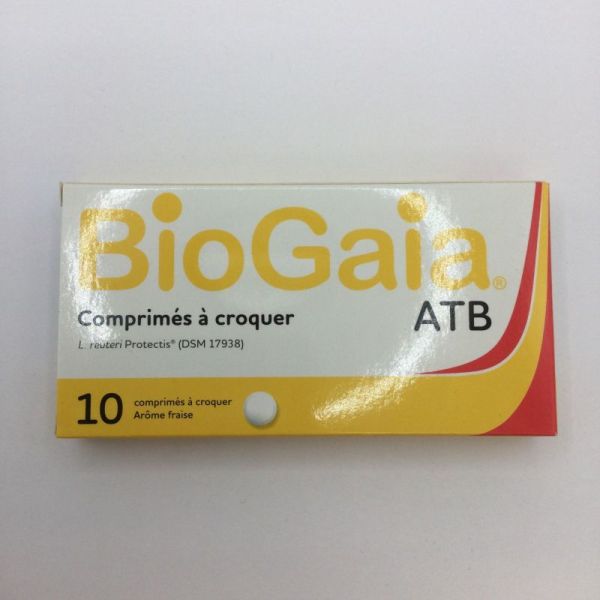 BioGaia®
Comprimés à croquer
ATB
L. reuteri Protectis® (DSM 17938)
10
comprimés à croquer
Arôme fraise